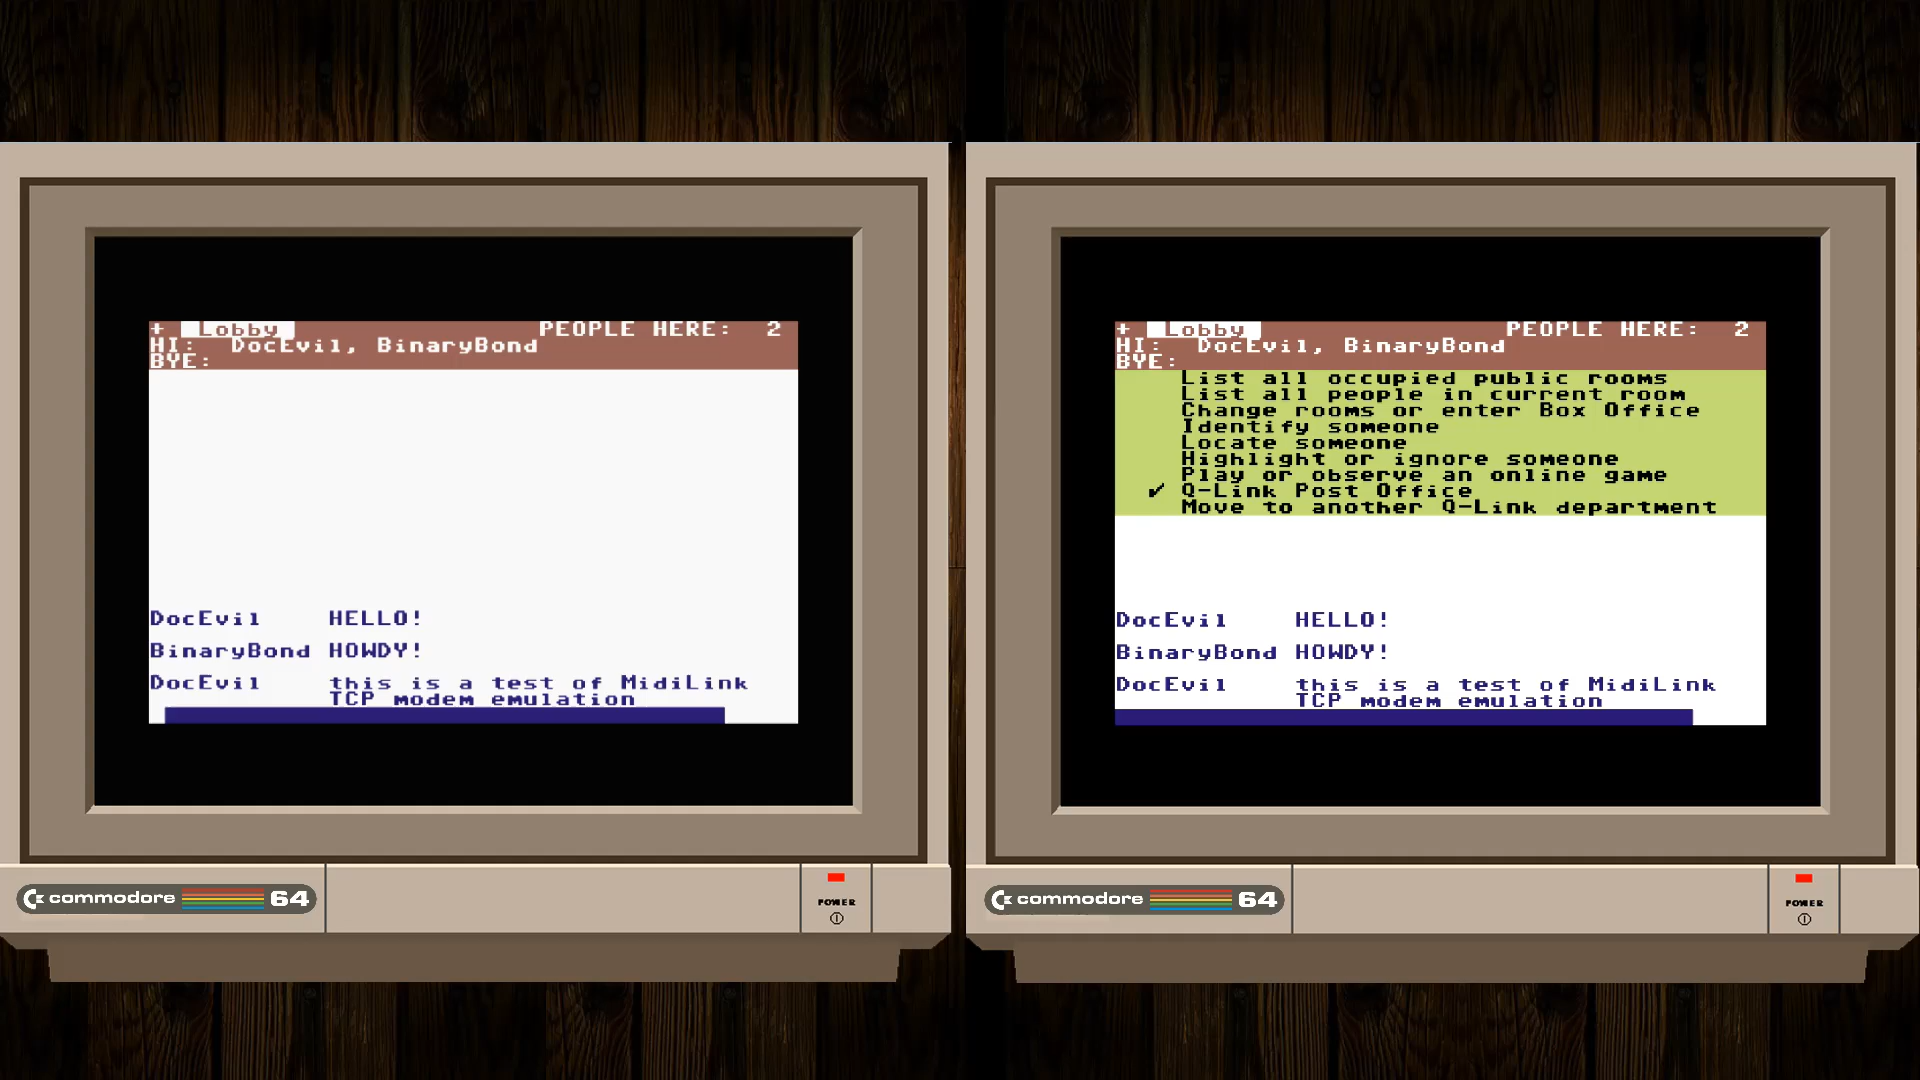 + Lobby PEOPLE HERE: 2
HI: DocEvil, BinaryBond
BYE:
DocEvil HELLO!
BinaryBond HOWDY!
DocEvil this is a test of MidiLink
TCP modem emulation
commodore 64
POWER
+ Lobby PEOPLE HERE: 2
HI: DocEvil, BinaryBond
BYE:
List all occupied public rooms
List all people in current room
Change rooms or enter Box Office
Identify someone
Locate someone
Highlight or ignore someone
Play or observe an online game
✓ Q-Link Post Office
Move to another Q-Link department
DocEvil HELLO!
BinaryBond HOWDY!
DocEvil this is a test of MidiLink
TCP modem emulation
commodore 64
POWER